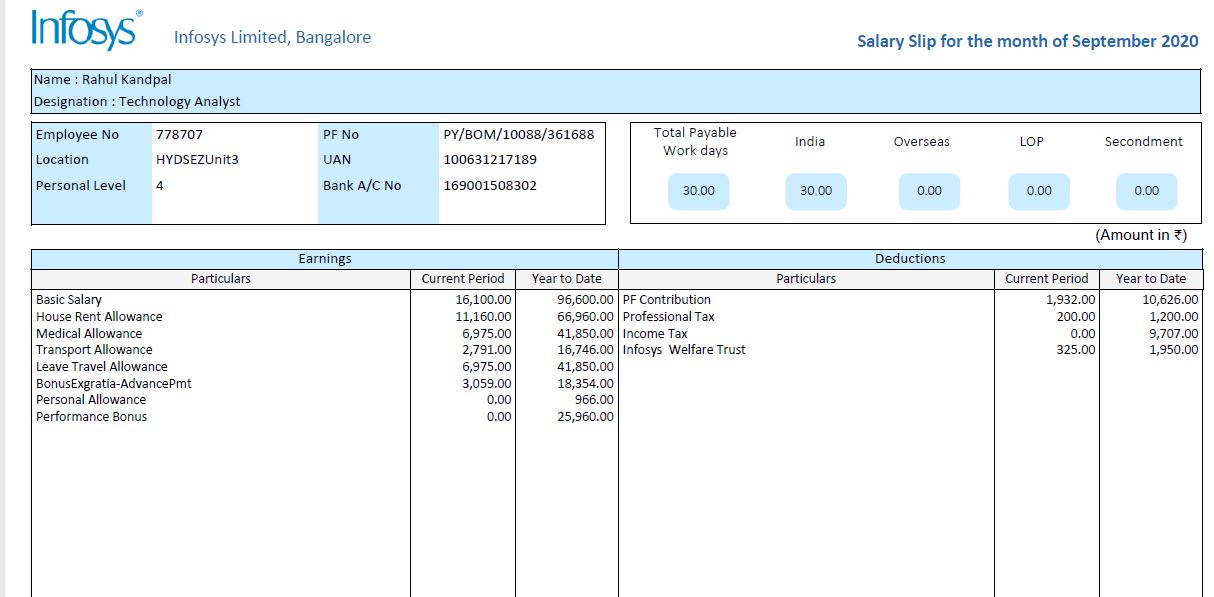 Infosys®
Infosys Limited, Bangalore
Salary Slip for the month of September 2020
Name : Rahul Kandpal
Designation : Technology Analyst
Employee No 778707 PF No PY/BOM/10088/361688
Location HYDSEZUnit3 UAN 100631217189
Personal Level 4 Bank A/C No 169001508302
Total Payable Work days India Overseas LOP Secondment
30.00 30.00 0.00 0.00 0.00
(Amount in ₹)
Earnings Deductions
Particulars Current Period Year to Date Particulars Current Period Year to Date
Basic Salary 16,100.00 96,600.00 PF Contribution 1,932.00 10,626.00
House Rent Allowance 11,160.00 66,960.00 Professional Tax 200.00 1,200.00
Medical Allowance 6,975.00 41,850.00 Income Tax 0.00 9,707.00
Transport Allowance 2,791.00 16,746.00 Infosys Welfare Trust 325.00 1,950.00
Leave Travel Allowance 6,975.00 41,850.00
BonusExgratia-AdvancePmt 3,059.00 18,354.00
Personal Allowance 0.00 966.00
Performance Bonus 0.00 25,960.00